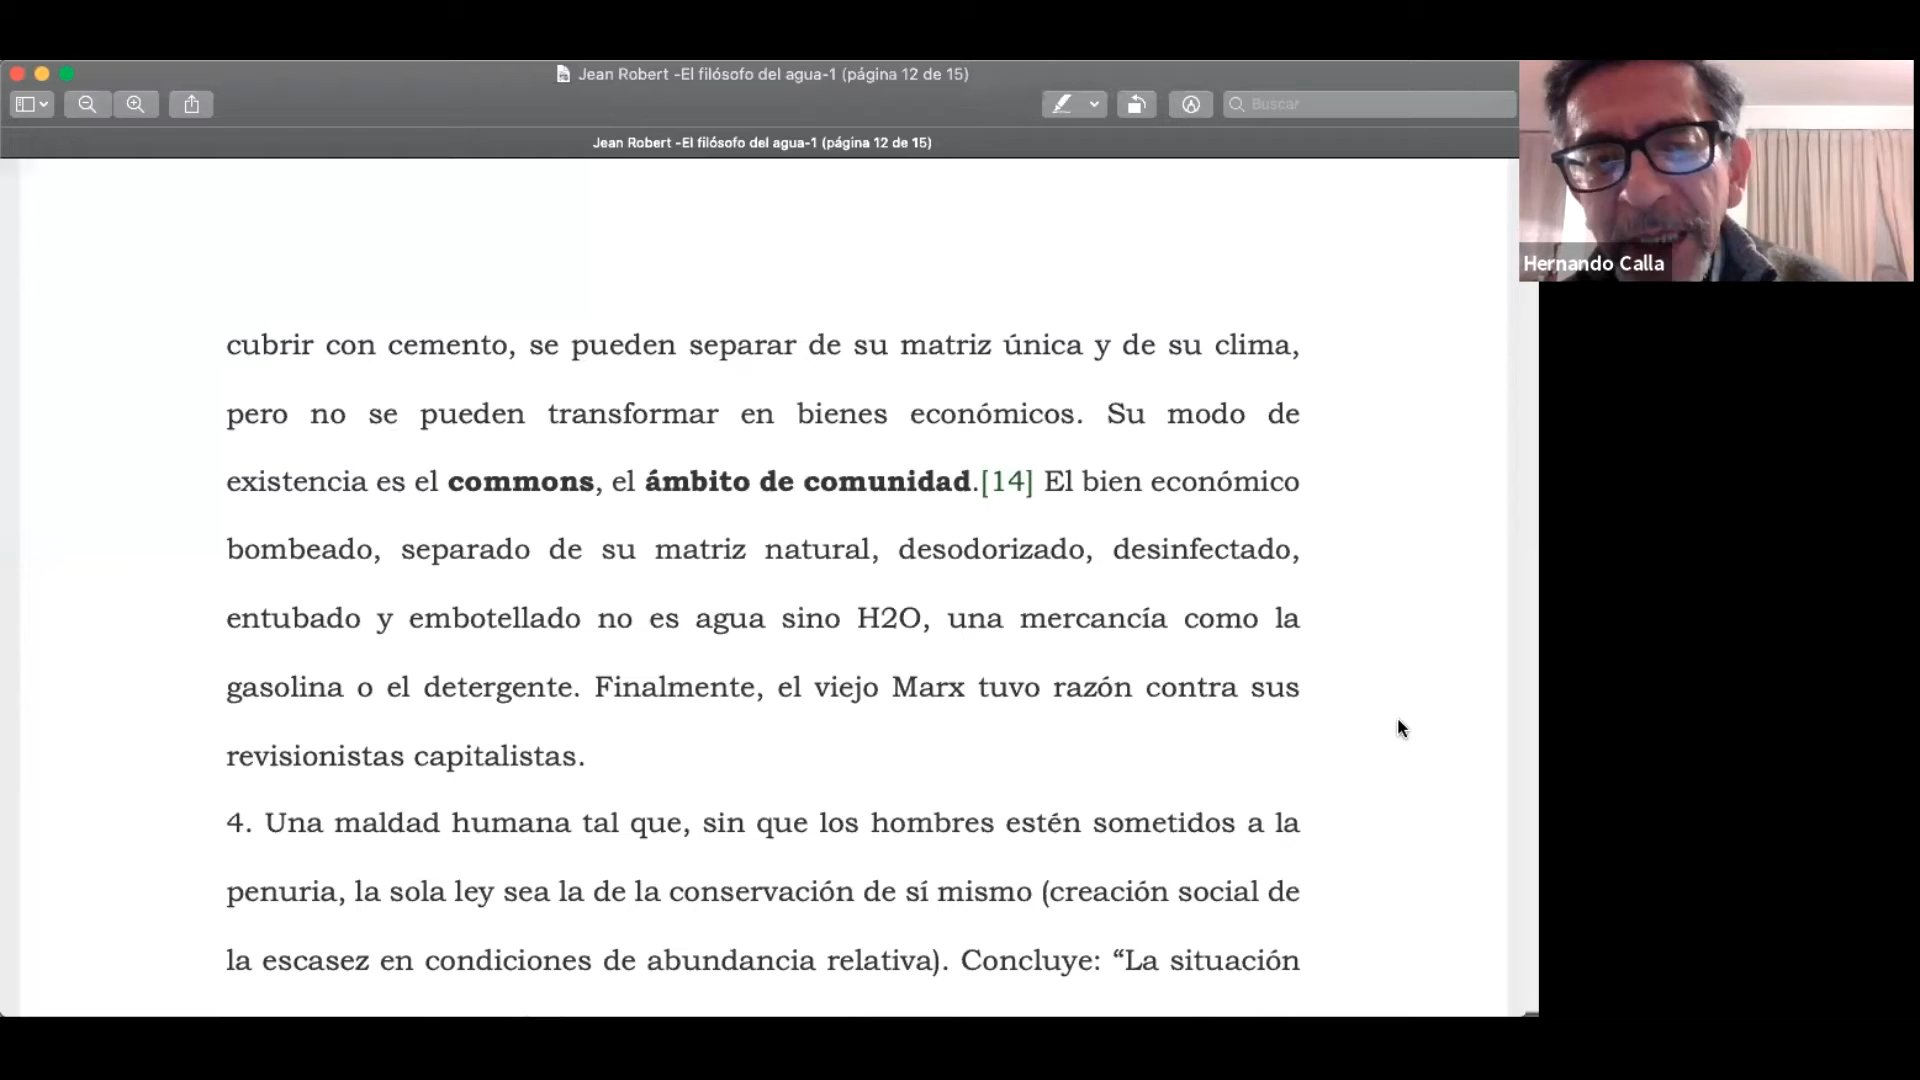 Jean Robert -El filósofo del agua-1 (página 12 de 15)
Buscar
Jean Robert -El filósofo del agua-1 (página 12 de 15)
Hernando Calla
cubrir con cemento, se pueden separar de su matriz única y de su clima,
pero no se pueden transformar en bienes económicos. Su modo de
existencia es el commons, el ámbito de comunidad.[14] El bien económico
bombeado, separado de su matriz natural, desodorizado, desinfectado,
entubado y embotellado no es agua sino H2O, una mercancía como la
gasolina o el detergente. Finalmente, el viejo Marx tuvo razón contra sus
revisionistas capitalistas.
4. Una maldad humana tal que, sin que los hombres estén sometidos a la
penuria, la sola ley sea la de la conservación de sí mismo (creación social de
la escasez en condiciones de abundancia relativa). Concluye: “La situación